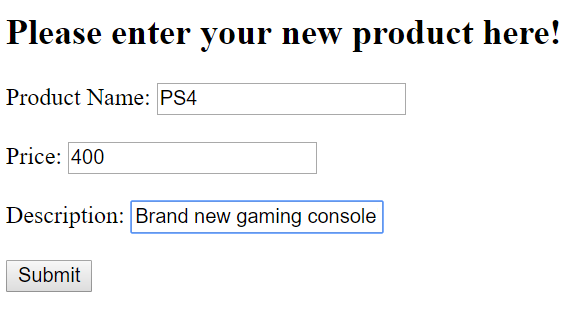 Please enter your new product here!
Product Name: PS4
Price: 400
Description: Brand new gaming console
Submit